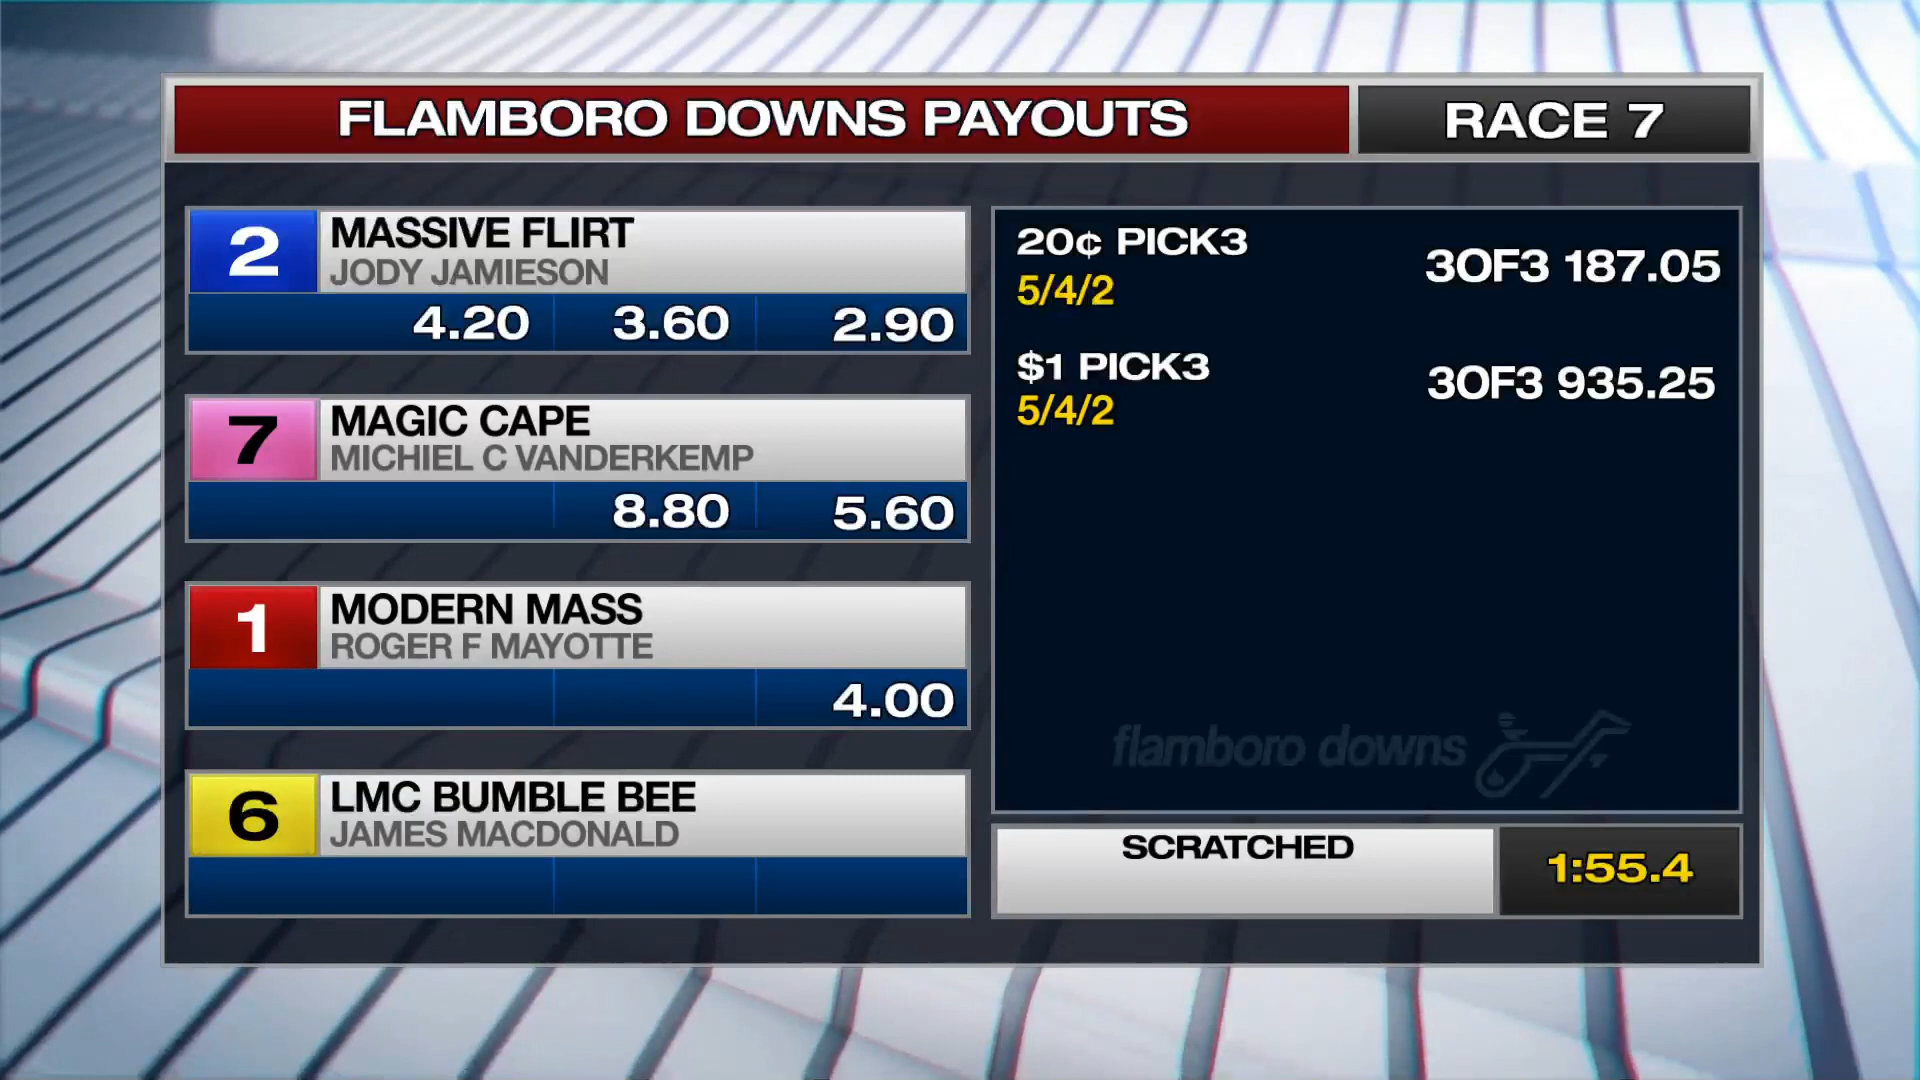 FLAMBORO DOWNS PAYOUTS
RACE 7
2
MASSIVE FLIRT
JODY JAMIESON
4.20 3.60 2.90
7
MAGIC CAPE
MICHIEL C VANDERKEMP
8.80 5.60
1
MODERN MASS
ROGER F MAYOTTE
4.00
6
LMC BUMBLE BEE
JAMES MACDONALD
20¢ PICK3
5/4/2
3OF3 187.05
$1 PICK3
5/4/2
3OF3 935.25
flamboro downs
SCRATCHED
1:55.4